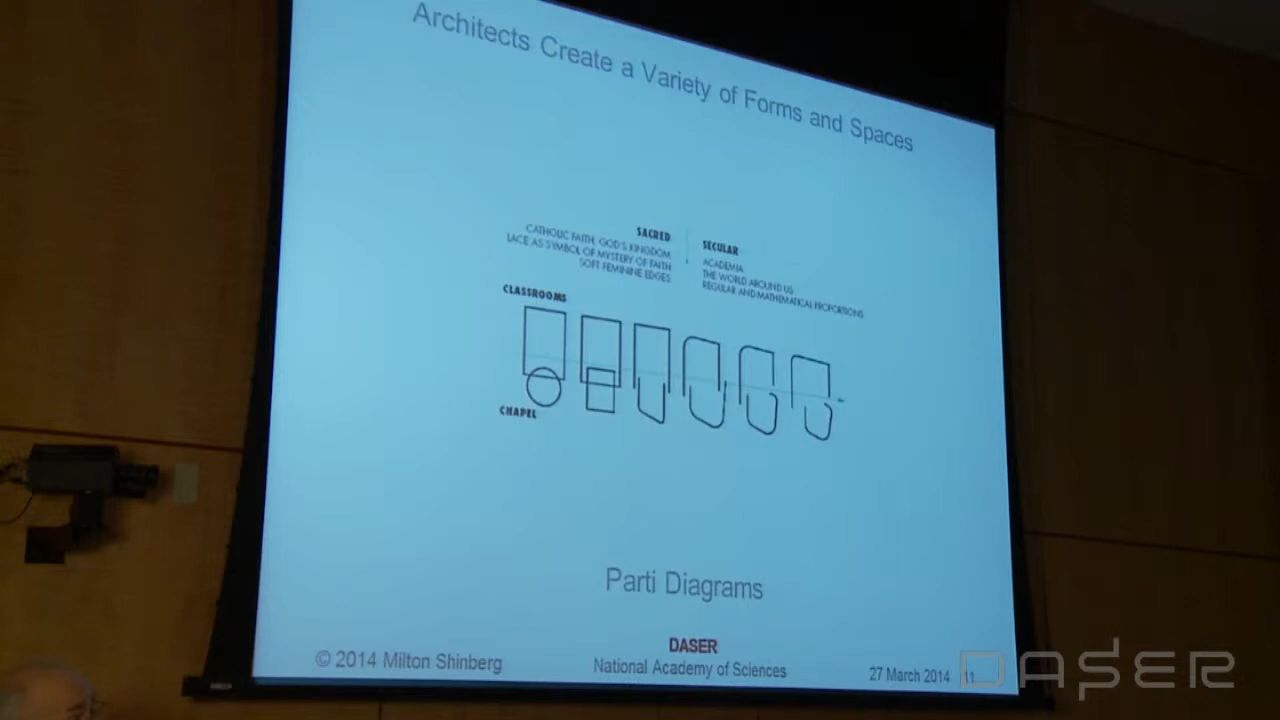 Architects Create a Variety of Forms and Spaces
SACRED
CATHOLIC FAITH, GOD'S KINGDOM
LACE AS SYMBOL OF MYSTERY OF FAITH
SOFT FEMININE EDGES
SECULAR
ACADEMIA
THE WORLD AROUND US
REGULAR AND MATHEMATICAL PROPORTIONS
CLASSROOMS
CHAPEL
Parti Diagrams
© 2014 Milton Shinberg
DASER
National Academy of Sciences
27 March 2014
11
DASER